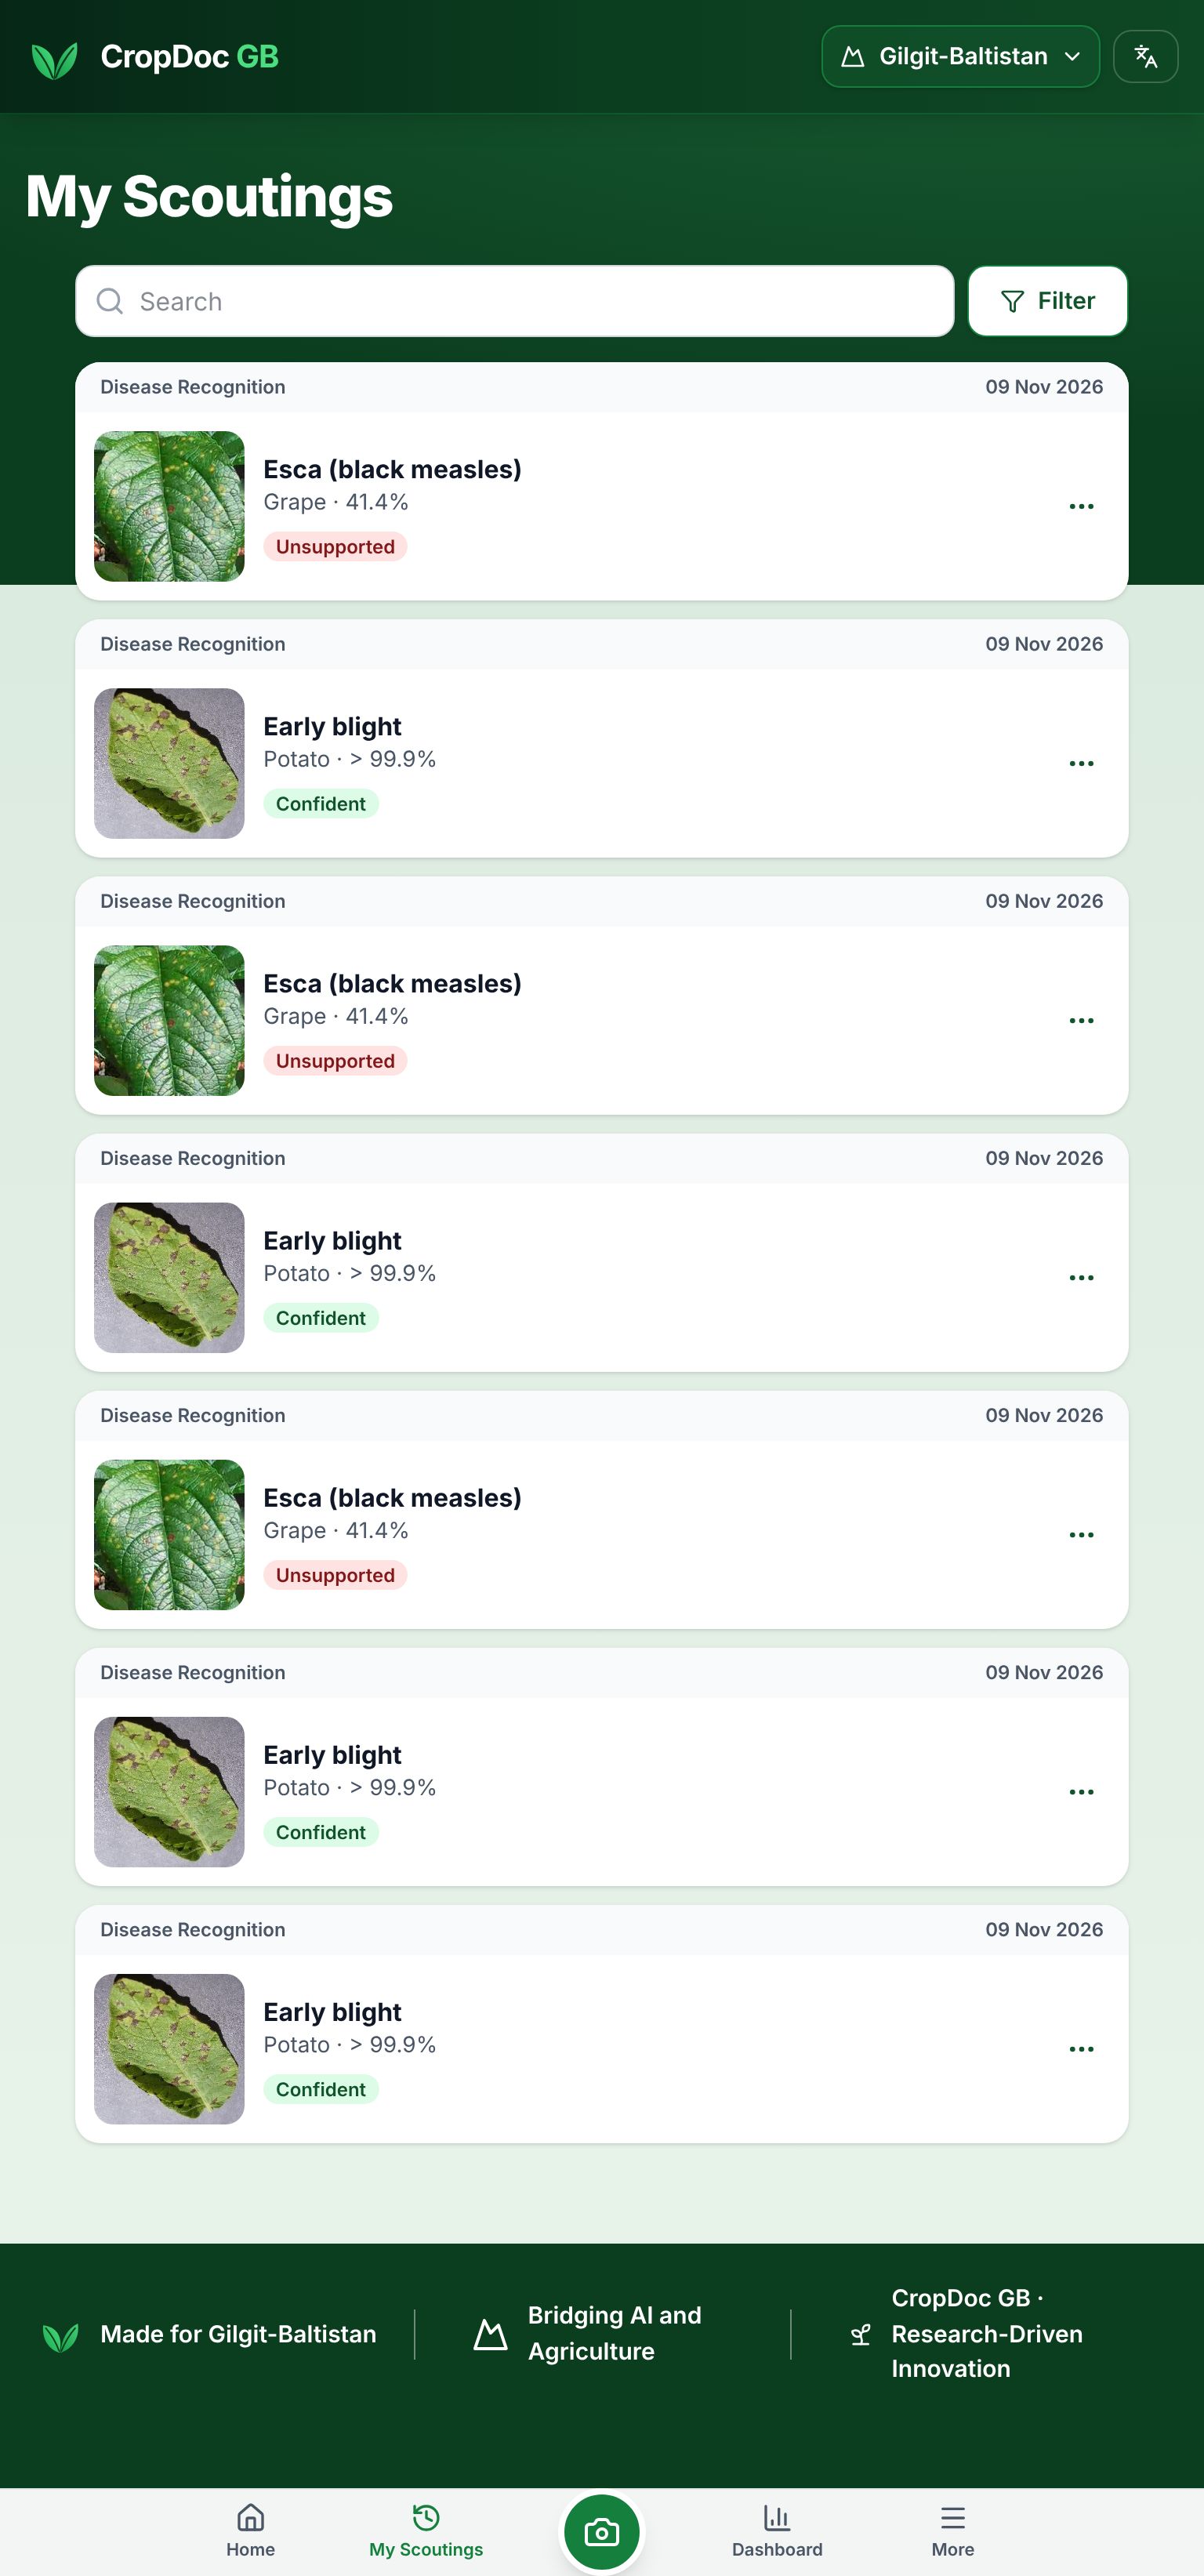 CropDoc GB
Gilgit-Baltistan
My Scoutings
Search
Filter
Disease Recognition
09 Nov 2026
Esca (black measles)
Grape · 41.4%
Unsupported
Disease Recognition
09 Nov 2026
Early blight
Potato · > 99.9%
Confident
Disease Recognition
09 Nov 2026
Esca (black measles)
Grape · 41.4%
Unsupported
Disease Recognition
09 Nov 2026
Early blight
Potato · > 99.9%
Confident
Disease Recognition
09 Nov 2026
Esca (black measles)
Grape · 41.4%
Unsupported
Disease Recognition
09 Nov 2026
Early blight
Potato · > 99.9%
Confident
Disease Recognition
09 Nov 2026
Early blight
Potato · > 99.9%
Confident
Made for Gilgit-Baltistan
Bridging AI and
Agriculture
CropDoc GB ·
Research-Driven
Innovation
Home
My Scoutings
Dashboard
More